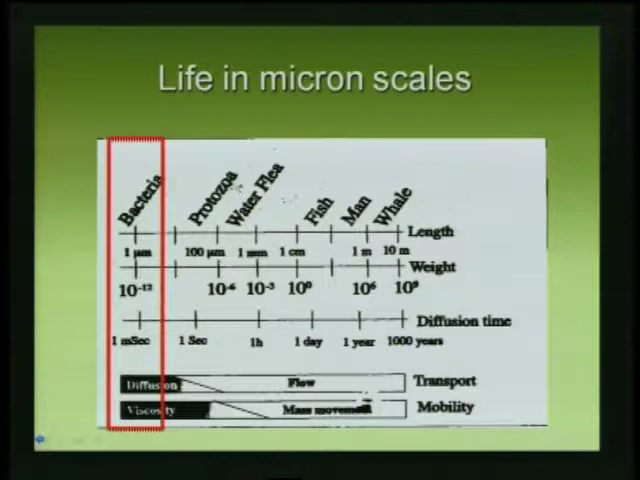 Life in micron scales
Bacteria Protozoa Water Flea Fish Man Whale
Length
1 µm 100 µm 1 mm 1 cm 1 m 10 m
Weight
10⁻¹² 10⁻⁶ 10⁻³ 10⁰ 10⁶ 10⁹
Diffusion time
1 mSec 1 Sec 1h 1 day 1 year 1000 years
Diffusion Flow Transport
Viscosity Mass movement Mobility